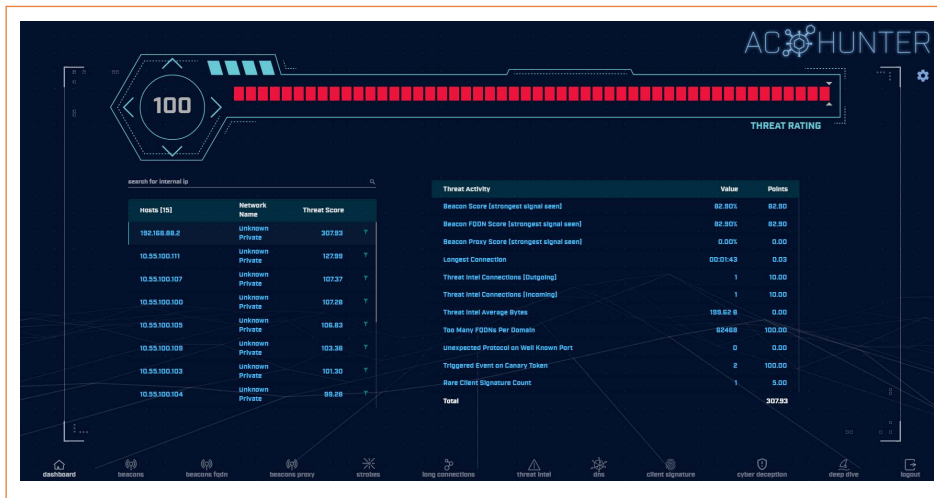 AC HUNTER
100
THREAT RATING
search for internal ip
Hosts [15] Network Name Threat Score
192.168.88.2 Unknown Private 307.93
10.55.100.111 Unknown Private 127.99
10.55.100.107 Unknown Private 107.37
10.55.100.100 Unknown Private 107.28
10.55.100.105 Unknown Private 106.83
10.55.100.109 Unknown Private 103.38
10.55.100.103 Unknown Private 101.30
10.55.100.104 Unknown Private 99.28
Threat Activity Value Points
Beacon Score [strongest signal seen] 82.90% 82.90
Beacon FQDN Score [strongest signal seen] 82.90% 82.90
Beacon Proxy Score [strongest signal seen] 0.00% 0.00
Longest Connection 00:01:43 0.03
Threat Intel Connections [Outgoing] 1 10.00
Threat Intel Connections [Incoming] 1 10.00
Threat Intel Average Bytes 199.62 B 0.00
Too Many FQDNs Per Domain 62468 100.00
Unexpected Protocol on Well Known Port 0 0.00
Triggered Event on Canary Token 2 100.00
Rare Client Signature Count 1 5.00
Total 307.93
dashboard
beacons
beacons fqdn
beacons proxy
strobes
long connections
threat intel
dns
client signature
cyber deception
deep dive
logout